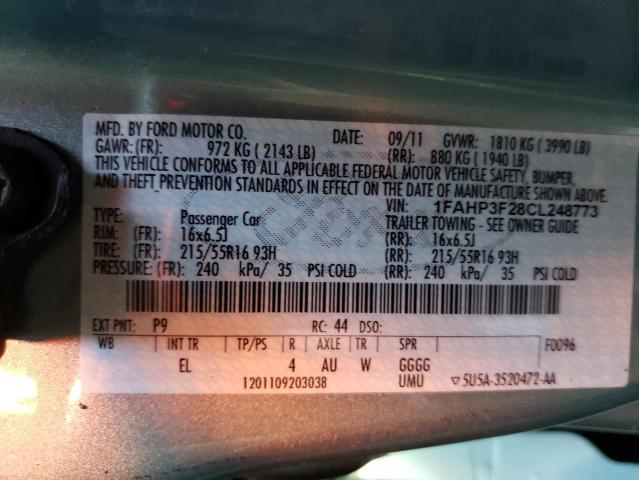 MFD. BY FORD MOTOR CO. DATE: 09/11 GVWR: 1810 KG ( 3990 LB)
GAWR: (FR): 972 KG ( 2143 LB) (RR): 880 KG ( 1940 LB)
THIS VEHICLE CONFORMS TO ALL APPLICABLE FEDERAL MOTOR VEHICLE SAFETY, BUMPER,
AND THEFT PREVENTION STANDARDS IN EFFECT ON THE DATE OF MANUFACTURE SHOWN ABOVE.
VIN: 1FAHP3F28CL248773
TYPE: Passenger Car TRAILER TOWING - SEE OWNER GUIDE
RIM: (FR): 16x6.5J (RR): 16x6.5J
TIRE: (FR): 215/55R16 93H (RR): 215/55R16 93H
PRESSURE: (FR): 240 kPa/ 35 PSI COLD (RR): 240 kPa/ 35 PSI COLD
EXT PNT: P9 RC: 44 DSO:
WB INT TR TP/PS R AXLE TR SPR F0096
EL 4 AU W GGGG
1201109203038 UMU ▽5U5A-3520472-AA